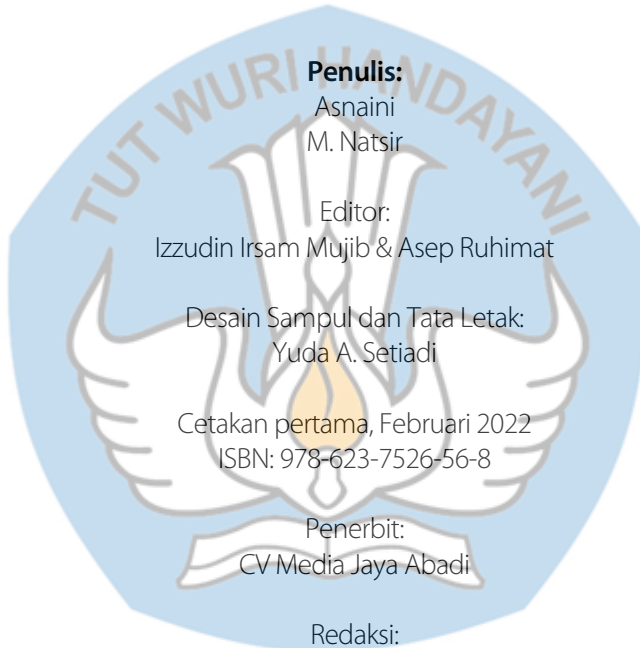 TUT WURI HANDAYANI
Penulis:
Asnaini
M. Natsir
Editor:
Izzudin Irsam Mujib & Asep Ruhimat
Desain Sampul dan Tata Letak:
Yuda A. Setiadi
Cetakan pertama, Februari 2022
ISBN: 978-623-7526-56-8
Penerbit:
CV Media Jaya Abadi
Redaksi: